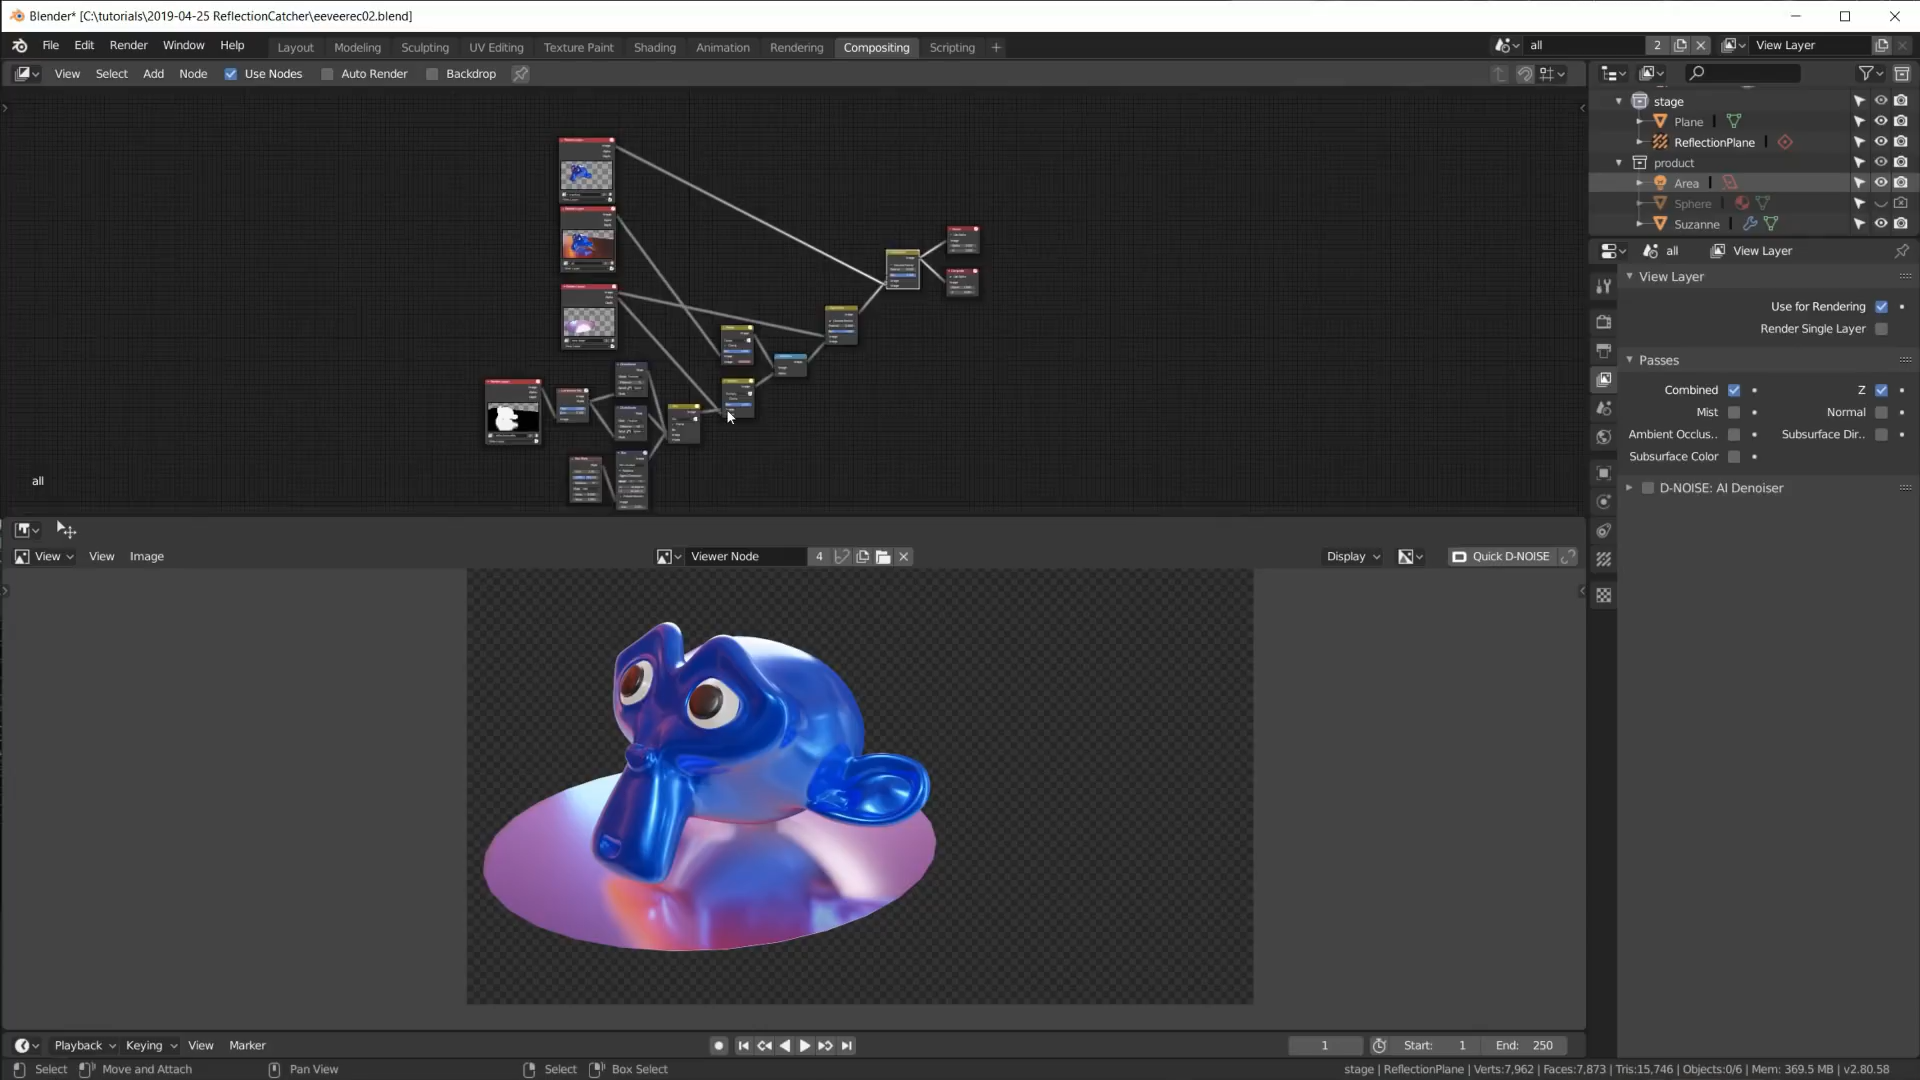 Blender* [C:\tutorials\2019-04-25 ReflectionCatcher\eeveerec02.blend]
File Edit Render Window Help Layout Modeling Sculpting UV Editing Texture Paint Shading Animation Rendering Compositing Scripting + all 2 View Layer
View Select Add Node Use Nodes Auto Render Backdrop
stage
Plane
ReflectionPlane
product
Area
Sphere
Suzanne
all View Layer
View Layer
Use for Rendering
Render Single Layer
Passes
Combined Z
Mist Normal
Ambient Occlus.. Subsurface Dir..
Subsurface Color
D-NOISE: AI Denoiser
all
View View Image Viewer Node 4 Display Quick D-NOISE
Playback Keying View Marker 1 Start: 1 End: 250
Select Move and Attach Pan View Select Box Select stage | ReflectionPlane | Verts:7,962 | Faces:7,873 | Tris:15,746 | Objects:0/6 | Mem: 369.5 MB | v2.80.58